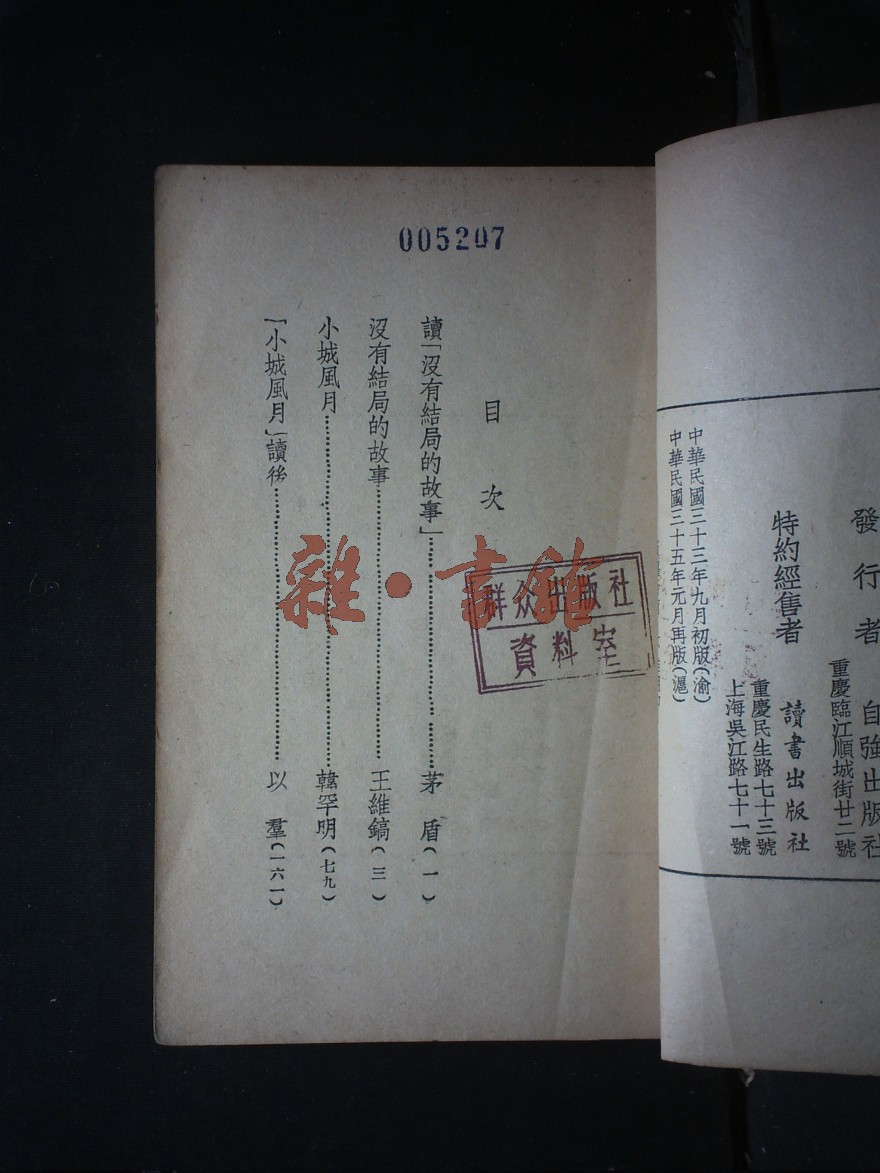 發行者 自強出版社
重慶臨江順城街廿二號
特約經售者 讀書出版社
重慶民生路七十三號
上海吳江路七十一號
中華民國三十三年九月初版(渝)
中華民國三十五年元月再版(滬)
005207
目次
讀「沒有結局的故事」……茅盾(一)
沒有結局的故事……王維鎬(三)
小城風月……韓罕明(七九)
「小城風月」讀後……以羣(一六一)
群众出版社
資料室
雜·書館